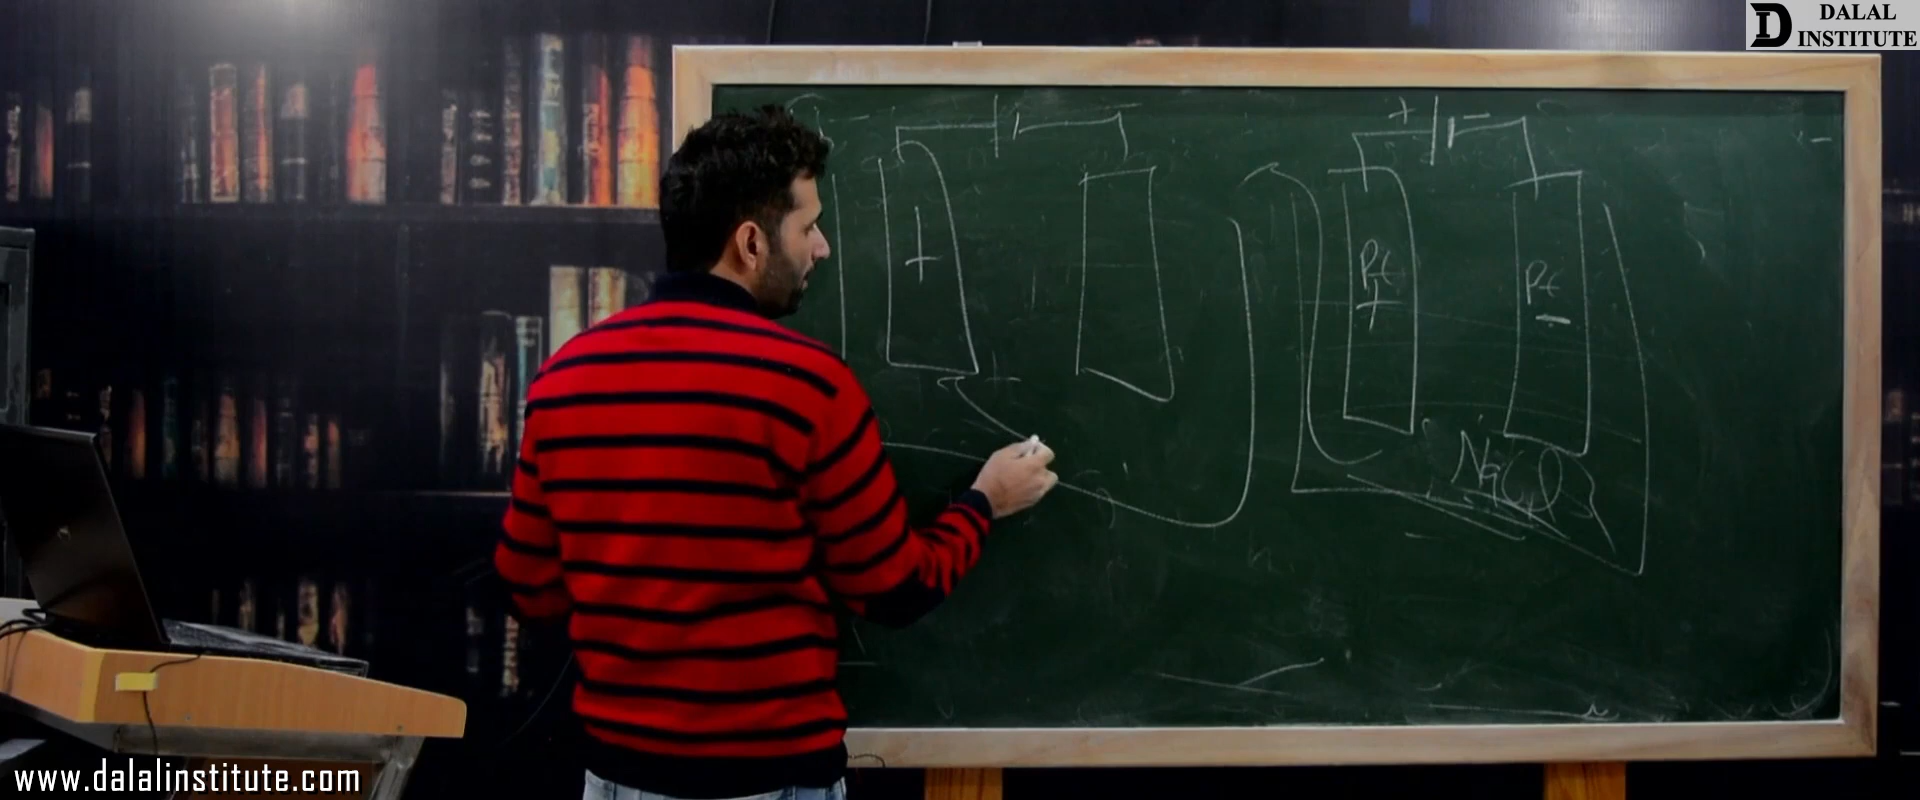 DALAL
INSTITUTE
+ -
+
Pt
+
Pt
-
NaCl
www.dalalinstitute.com